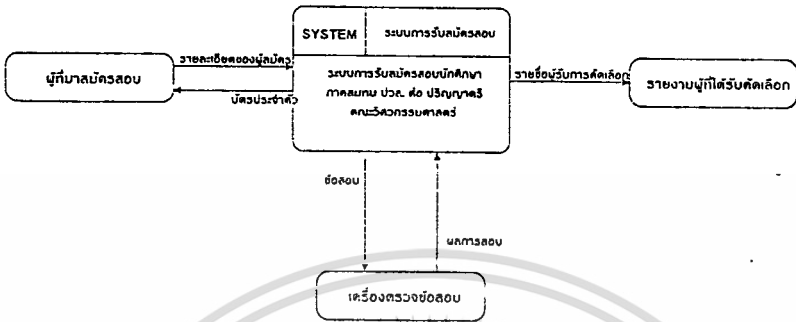 SYSTEM
ระบบการรับสมัครสอบ
ผู้ที่มาสมัครสอบ
รายละเอียดของผู้สมัคร
บัตรประจำตัว
ระบบการรับสมัครสอบนักศึกษา
ภาคสมทบ ปวส. ต่อ ปริญญาตรี
คณะวิศวกรรมศาสตร์
รายชื่อผู้รับการคัดเลือก
รายงานผู้ที่ได้รับคัดเลือก
ข้อสอบ
ผลการสอบ
เครื่องตรวจข้อสอบ